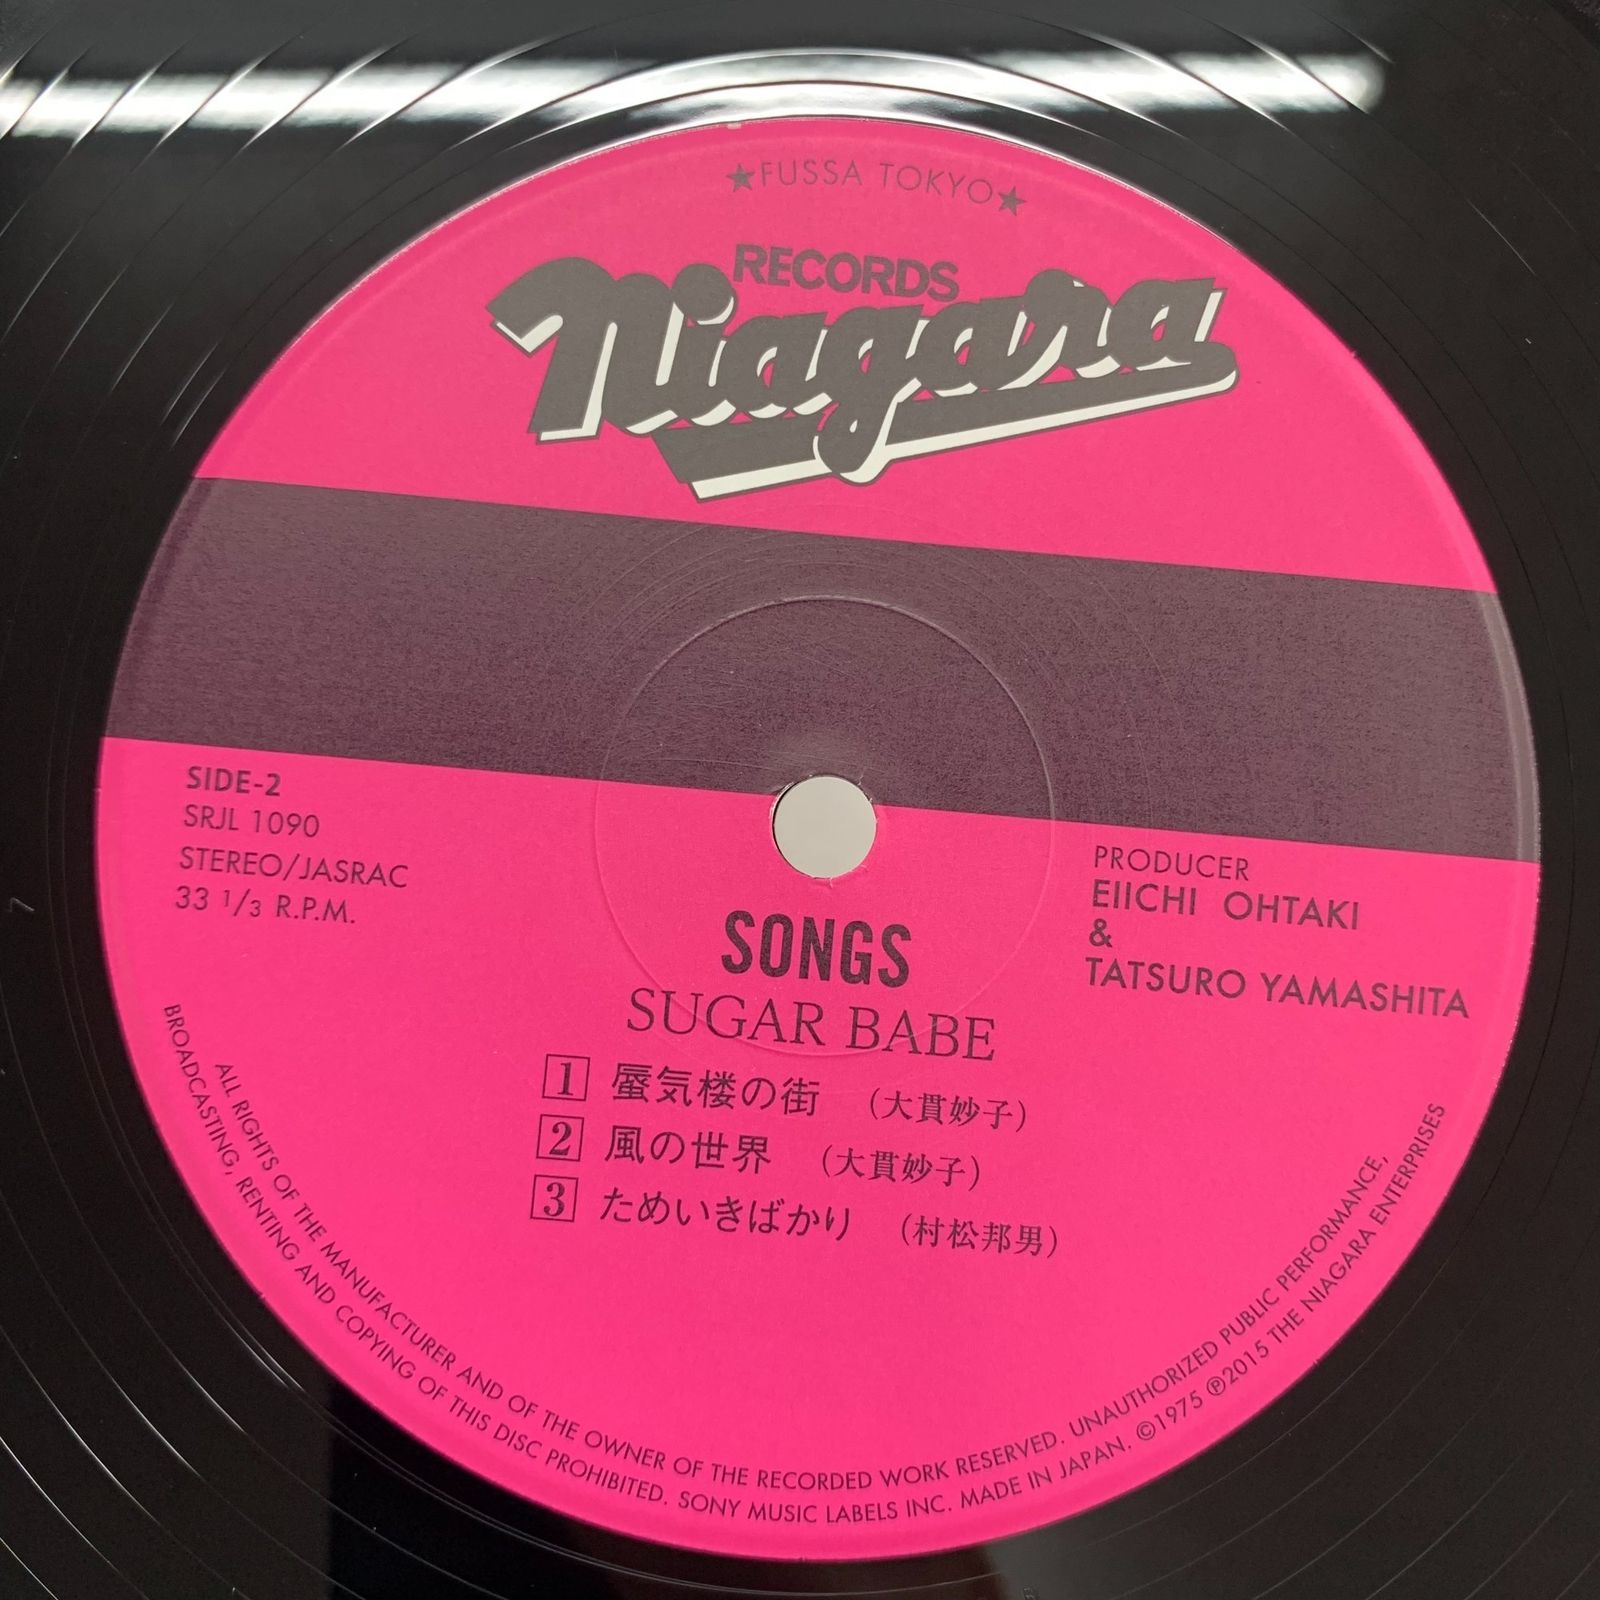 ★FUSSA TOKYO★
RECORDS
Niagara
SIDE-2
SRJL 1090
STEREO/JASRAC
33 1/3 R.P.M.
PRODUCER
EIICHI OHTAKI
&
TATSURO YAMASHITA
SONGS
SUGAR BABE
1 蜃気楼の街 (大貫妙子)
2 風の世界 (大貫妙子)
3 ためいきばかり (村松邦男)
ALL RIGHTS OF THE MANUFACTURER AND OF THE OWNER OF THE RECORDED WORK RESERVED. UNAUTHORIZED PUBLIC PERFORMANCE,
BROADCASTING, RENTING AND COPYING OF THIS DISC PROHIBITED. SONY MUSIC LABELS INC. MADE IN JAPAN. ©1975 ℗2015 THE NIAGARA ENTERPRISES